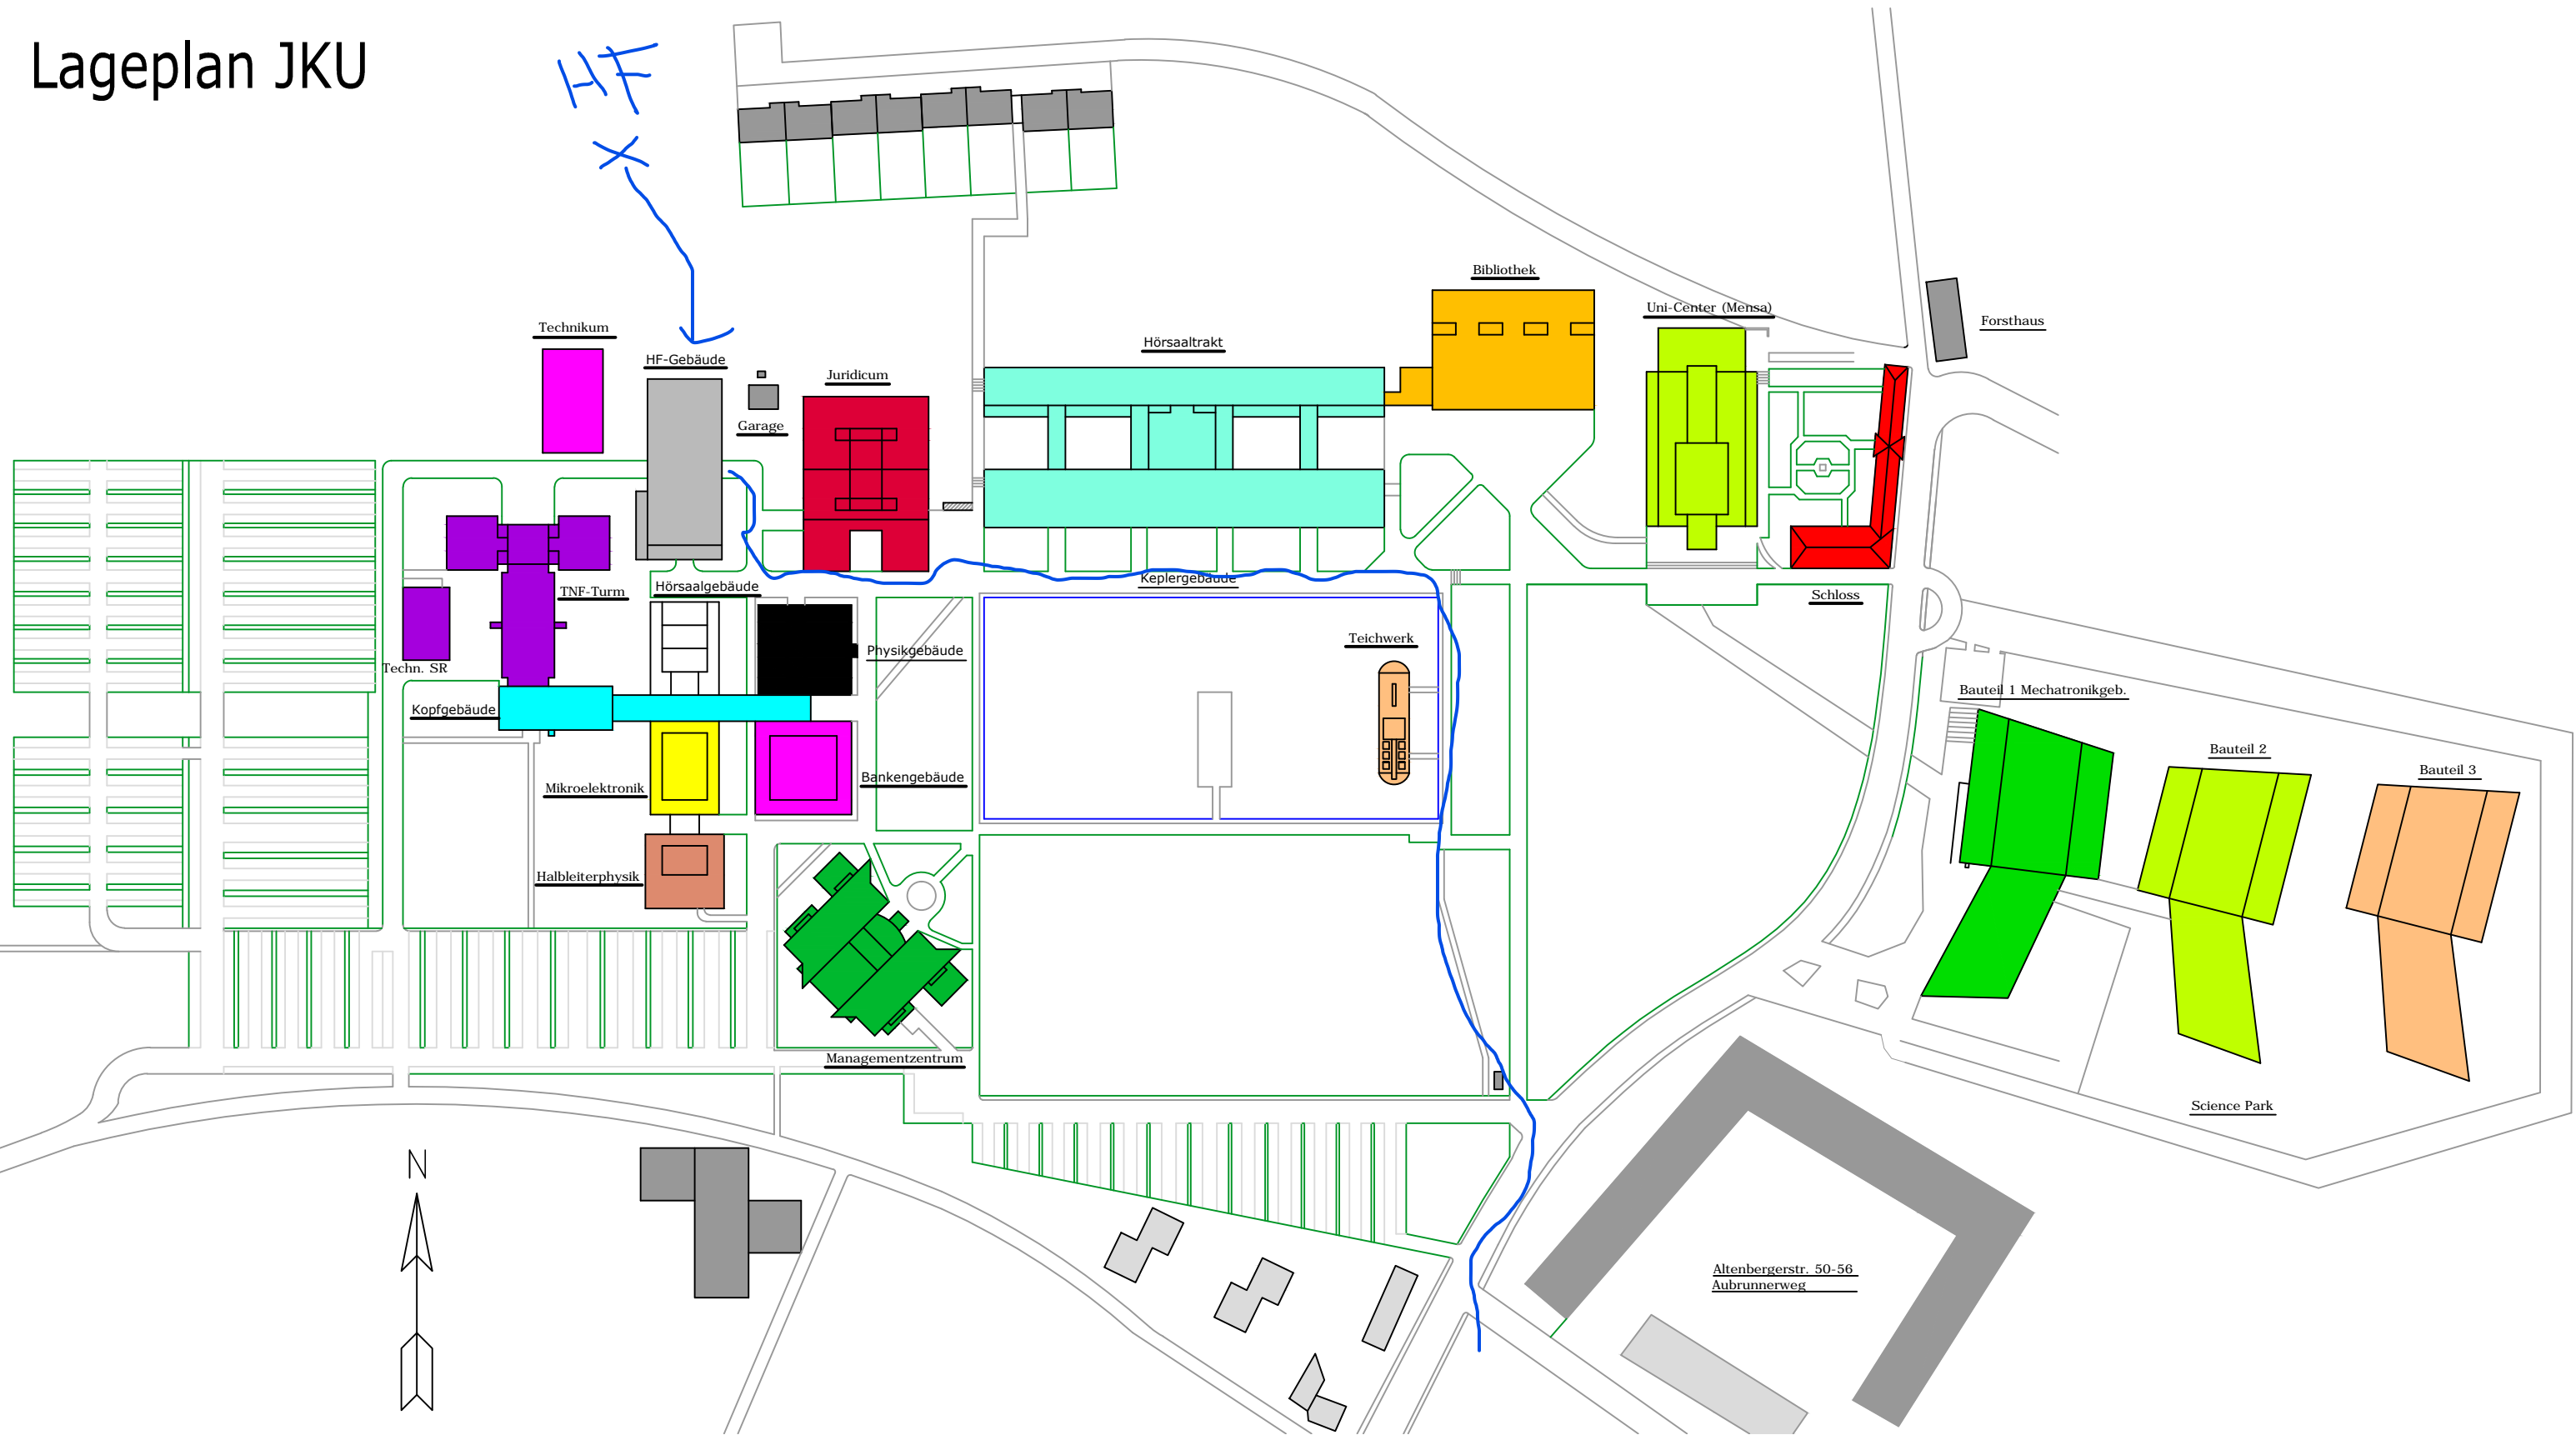 Lageplan JKU
HF
X
Bibliothek
Uni-Center (Mensa)
Forsthaus
Technikum
Hörsaaltrakt
HF-Gebäude
Juridicum
Garage
Keplergebäude
Hörsaalgebäude
TNF-Turm
Schloss
Teichwerk
Physikgebäude
Techn. SR
Bauteil 1 Mechatronikgeb.
Kopfgebäude
Bauteil 2
Bauteil 3
Bankengebäude
Mikroelektronik
Halbleiterphysik
Managementzentrum
Science Park
N
Altenbergerstr. 50-56
Aubrunnerweg